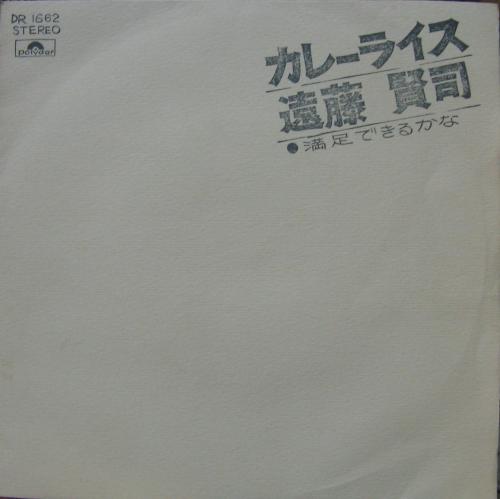 DR 1662
STEREO
polydor
カレーライス
遠藤 賢司
●満足できるかな